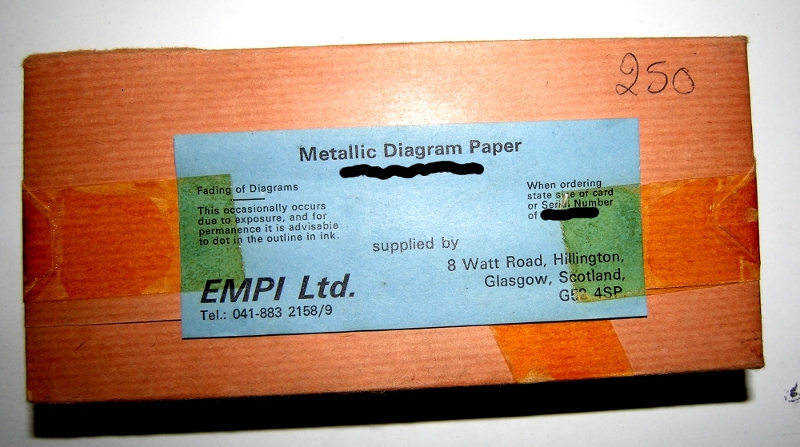 250
Metallic Diagram Paper
Fading of Diagrams
This occasionally occurs
due to exposure, and for
permanence it is advisable
to dot in the outline in ink.
When ordering
state size of card
or Serial Number
of
supplied by
8 Watt Road, Hillington,
Glasgow, Scotland,
G52 4SP
EMPI Ltd.
Tel.: 041-883 2158/9